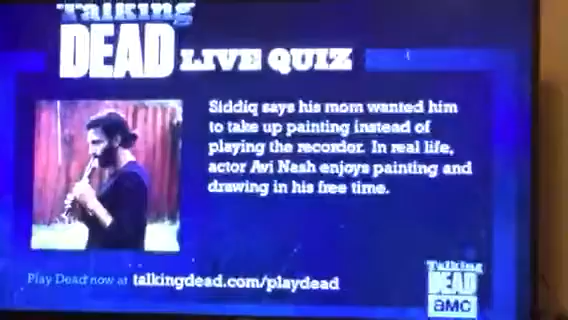 Talking
DEAD LIVE QUIZ
Siddiq says his mom wanted him
to take up painting instead of
playing the recorder. In real life,
actor Avi Nash enjoys painting and
drawing in his free time.
Play Dead now at talkingdead.com/playdead
Talking
DEAD
aMC